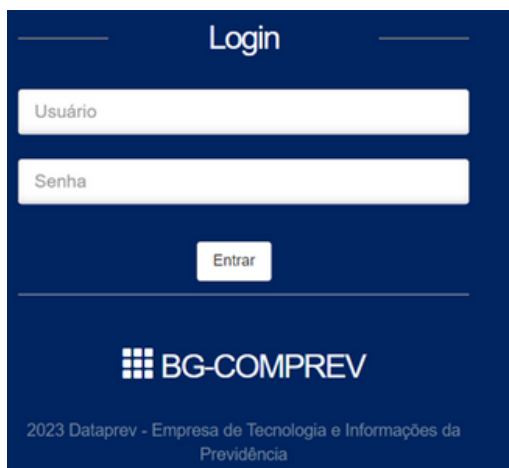 Login
Usuário
Senha
Entrar
BG-COMPREV
2023 Dataprev - Empresa de Tecnologia e Informações da
Previdência